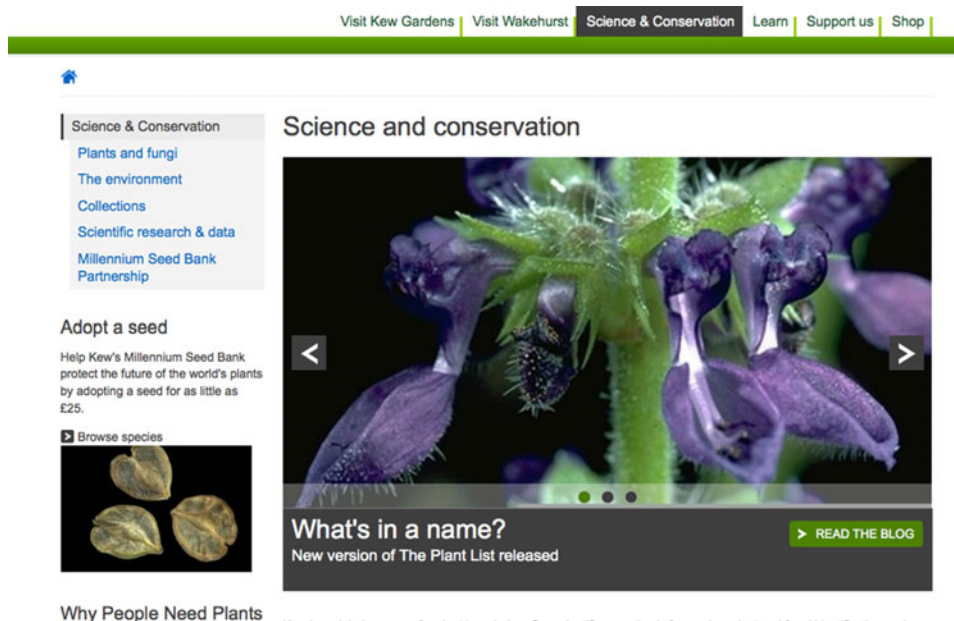 Visit Kew Gardens Visit Wakehurst Science & Conservation Learn Support us Shop
Science & Conservation
Plants and fungi
The environment
Collections
Scientific research & data
Millennium Seed Bank
Partnership
Adopt a seed
Help Kew's Millennium Seed Bank
protect the future of the world's plants
by adopting a seed for as little as
£25.
Browse species
Why People Need Plants
Science and conservation
What's in a name?
New version of The Plant List released
READ THE BLOG